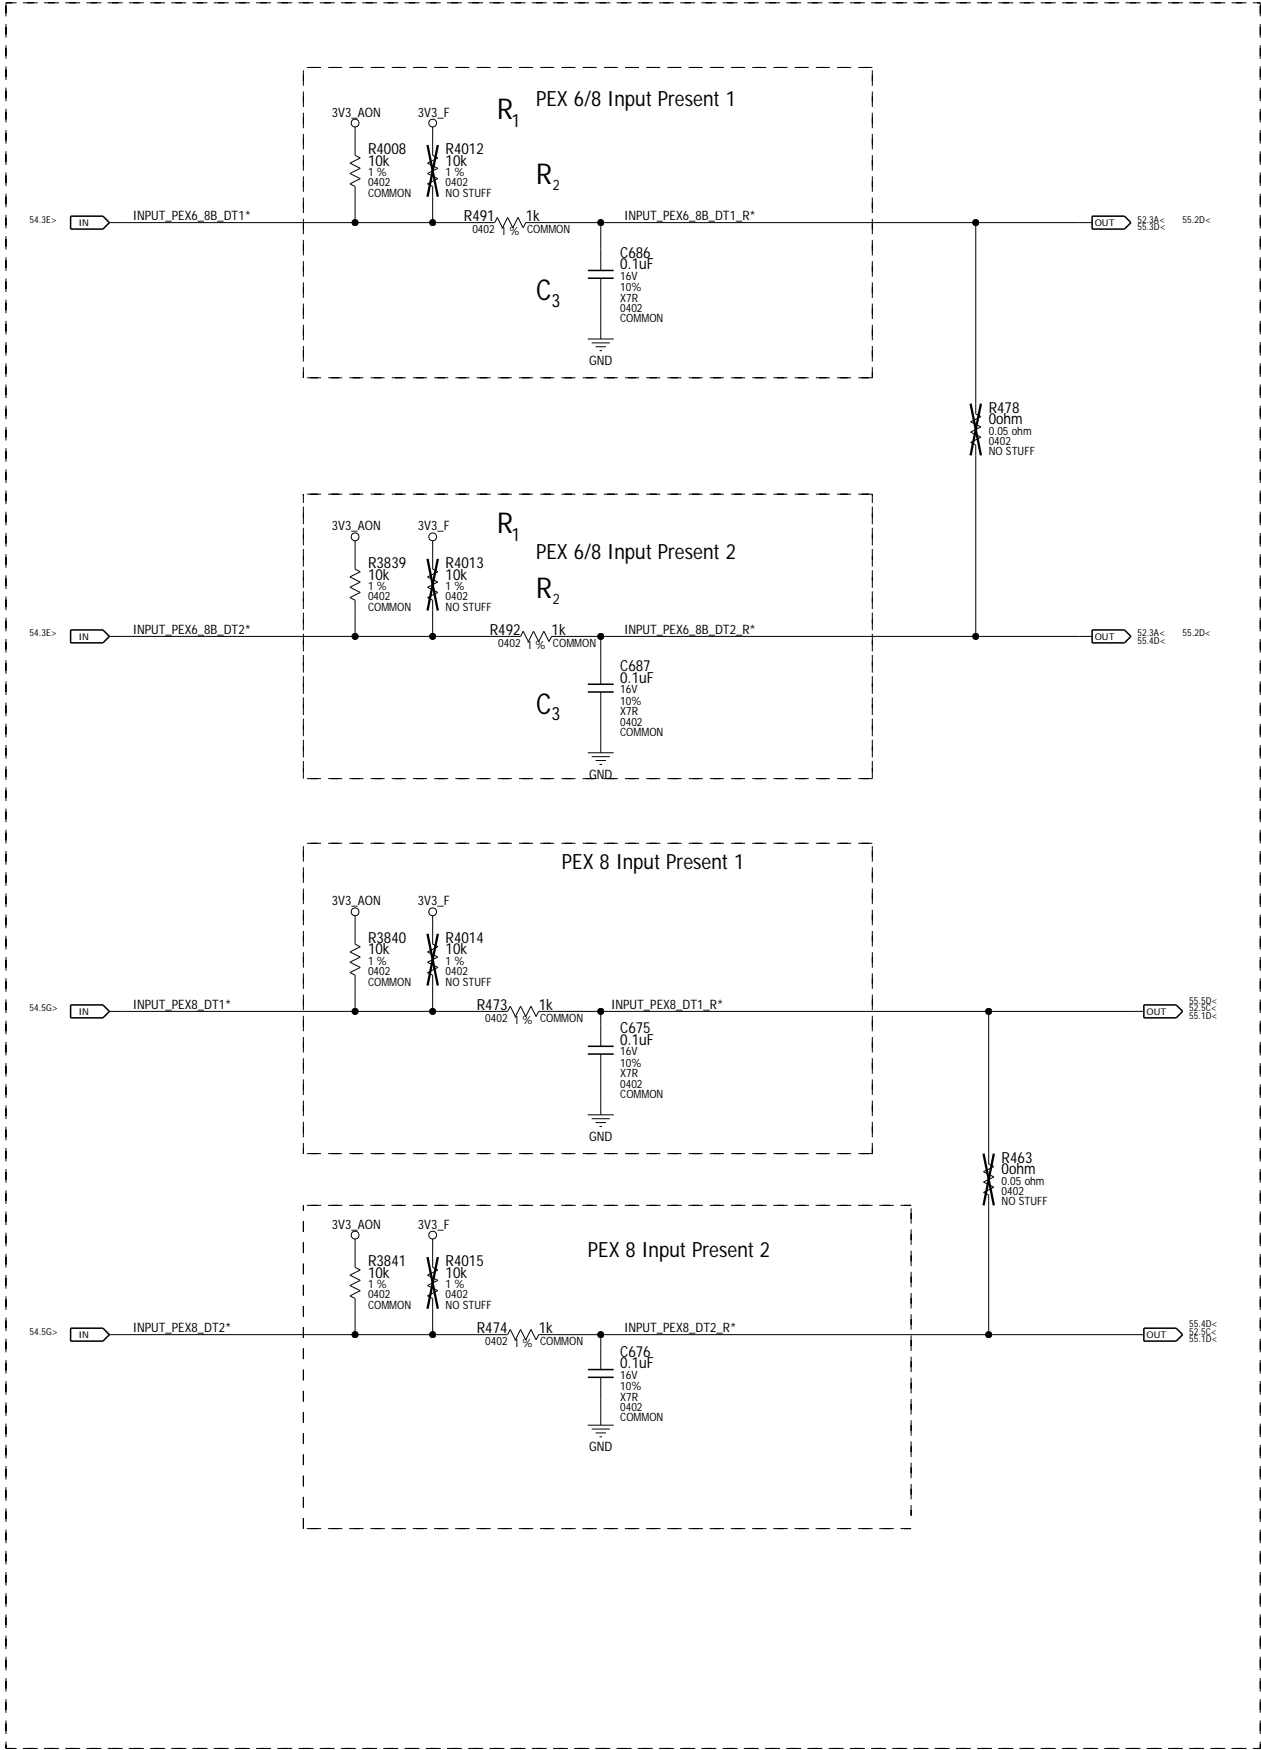 PEX 6/8 Input Present 1
R1
3V3_AON
3V3_F
R4008
10k
1 %
0402
COMMON
R4012
10k
1 %
0402
NO STUFF
R2
54.3E>
IN
INPUT_PEX6_8B_DT1*
R491
1k
0402
1 %
COMMON
INPUT_PEX6_8B_DT1_R*
OUT
52.3A<
55.3D<
55.2D<
C3
C686
0.1uF
16V
10%
X7R
0402
COMMON
GND
R478
0ohm
0.05 ohm
0402
NO STUFF
R1
3V3_AON
3V3_F
PEX 6/8 Input Present 2
R3839
10k
1 %
0402
COMMON
R4013
10k
1 %
0402
NO STUFF
R2
54.3E>
IN
INPUT_PEX6_8B_DT2*
R492
1k
0402
1 %
COMMON
INPUT_PEX6_8B_DT2_R*
OUT
52.3A<
55.4D<
55.2D<
C3
C687
0.1uF
16V
10%
X7R
0402
COMMON
GND
PEX 8 Input Present 1
3V3_AON
3V3_F
R3840
10k
1 %
0402
COMMON
R4014
10k
1 %
0402
NO STUFF
54.5G>
IN
INPUT_PEX8_DT1*
R473
1k
0402
1 %
COMMON
INPUT_PEX8_DT1_R*
OUT
55.5D<
52.5C<
55.1D<
C675
0.1uF
16V
10%
X7R
0402
COMMON
GND
R463
0ohm
0.05 ohm
0402
NO STUFF
3V3_AON
3V3_F
PEX 8 Input Present 2
R3841
10k
1 %
0402
COMMON
R4015
10k
1 %
0402
NO STUFF
54.5G>
IN
INPUT_PEX8_DT2*
R474
1k
0402
1 %
COMMON
INPUT_PEX8_DT2_R*
OUT
55.4D<
52.5C<
55.1D<
C676
0.1uF
16V
10%
X7R
0402
COMMON
GND